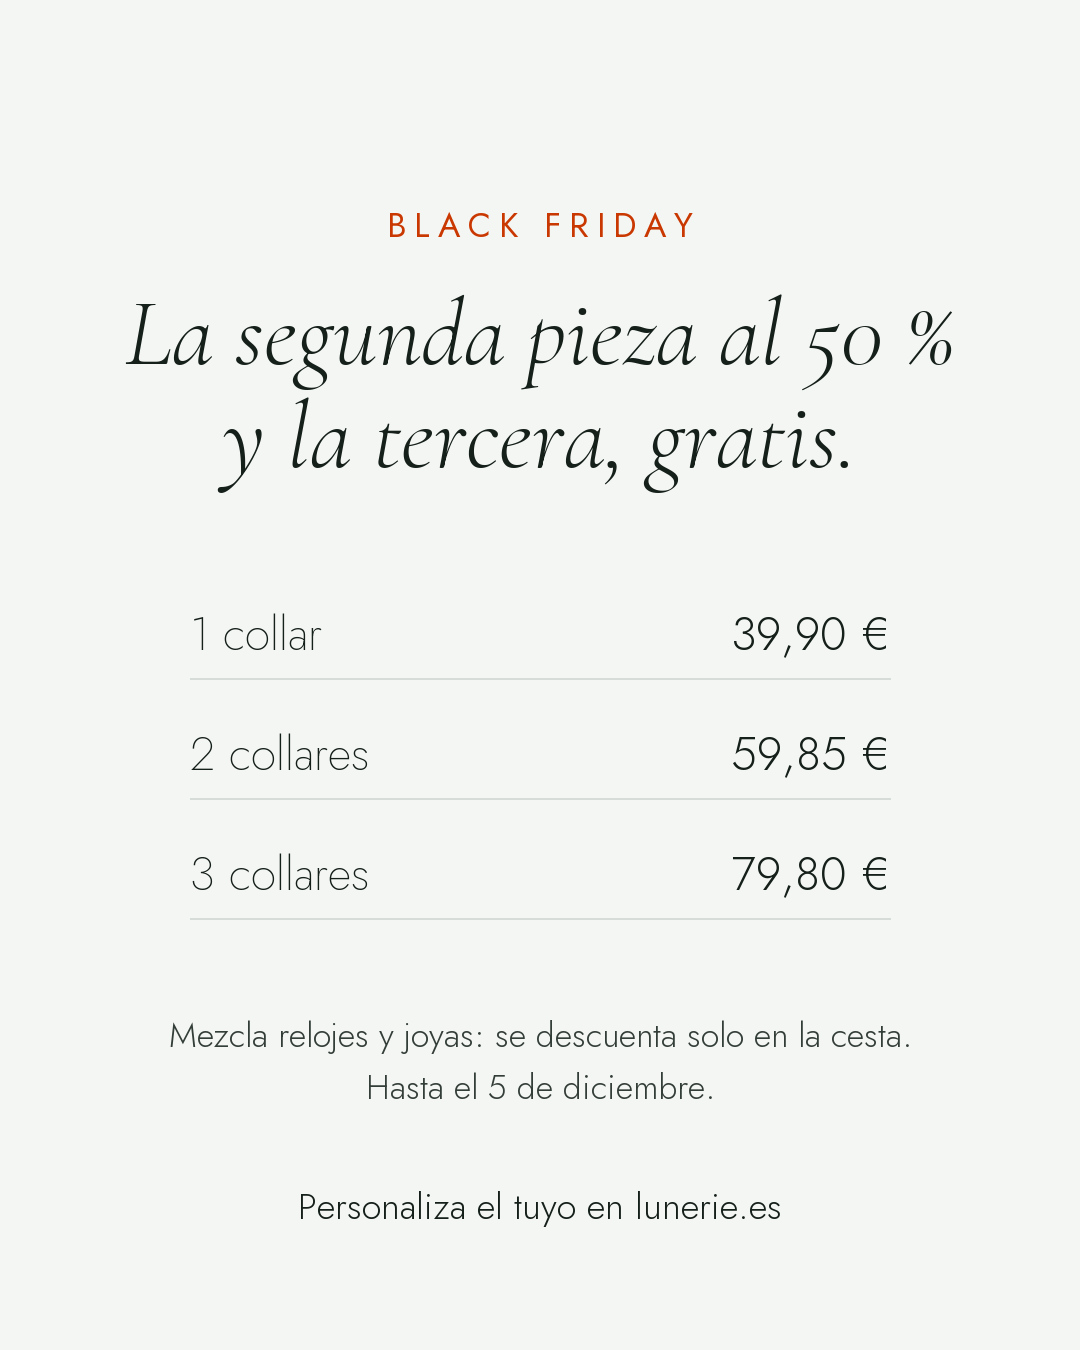 BLACK FRIDAY
La segunda pieza al 50 %
y la tercera, gratis.
1 collar 39,90 €
2 collares 59,85 €
3 collares 79,80 €
Mezcla relojes y joyas: se descuenta solo en la cesta.
Hasta el 5 de diciembre.
Personaliza el tuyo en lunerie.es